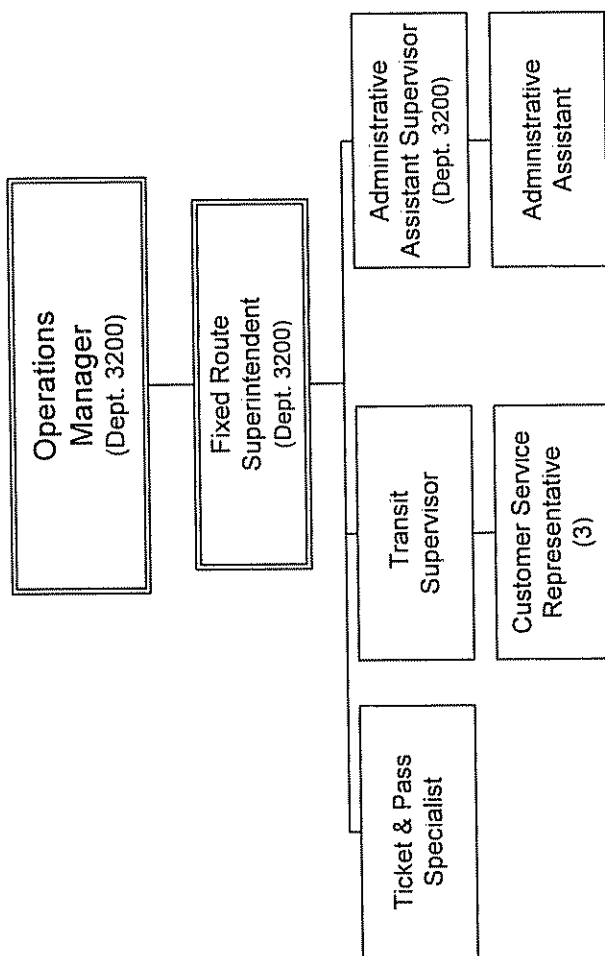 Operations
Manager
(Dept. 3200)
Fixed Route
Superintendent
(Dept. 3200)
Ticket & Pass
Specialist
Transit
Supervisor
Customer Service
Representative
(3)
Administrative
Assistant Supervisor
(Dept. 3200)
Administrative
Assistant